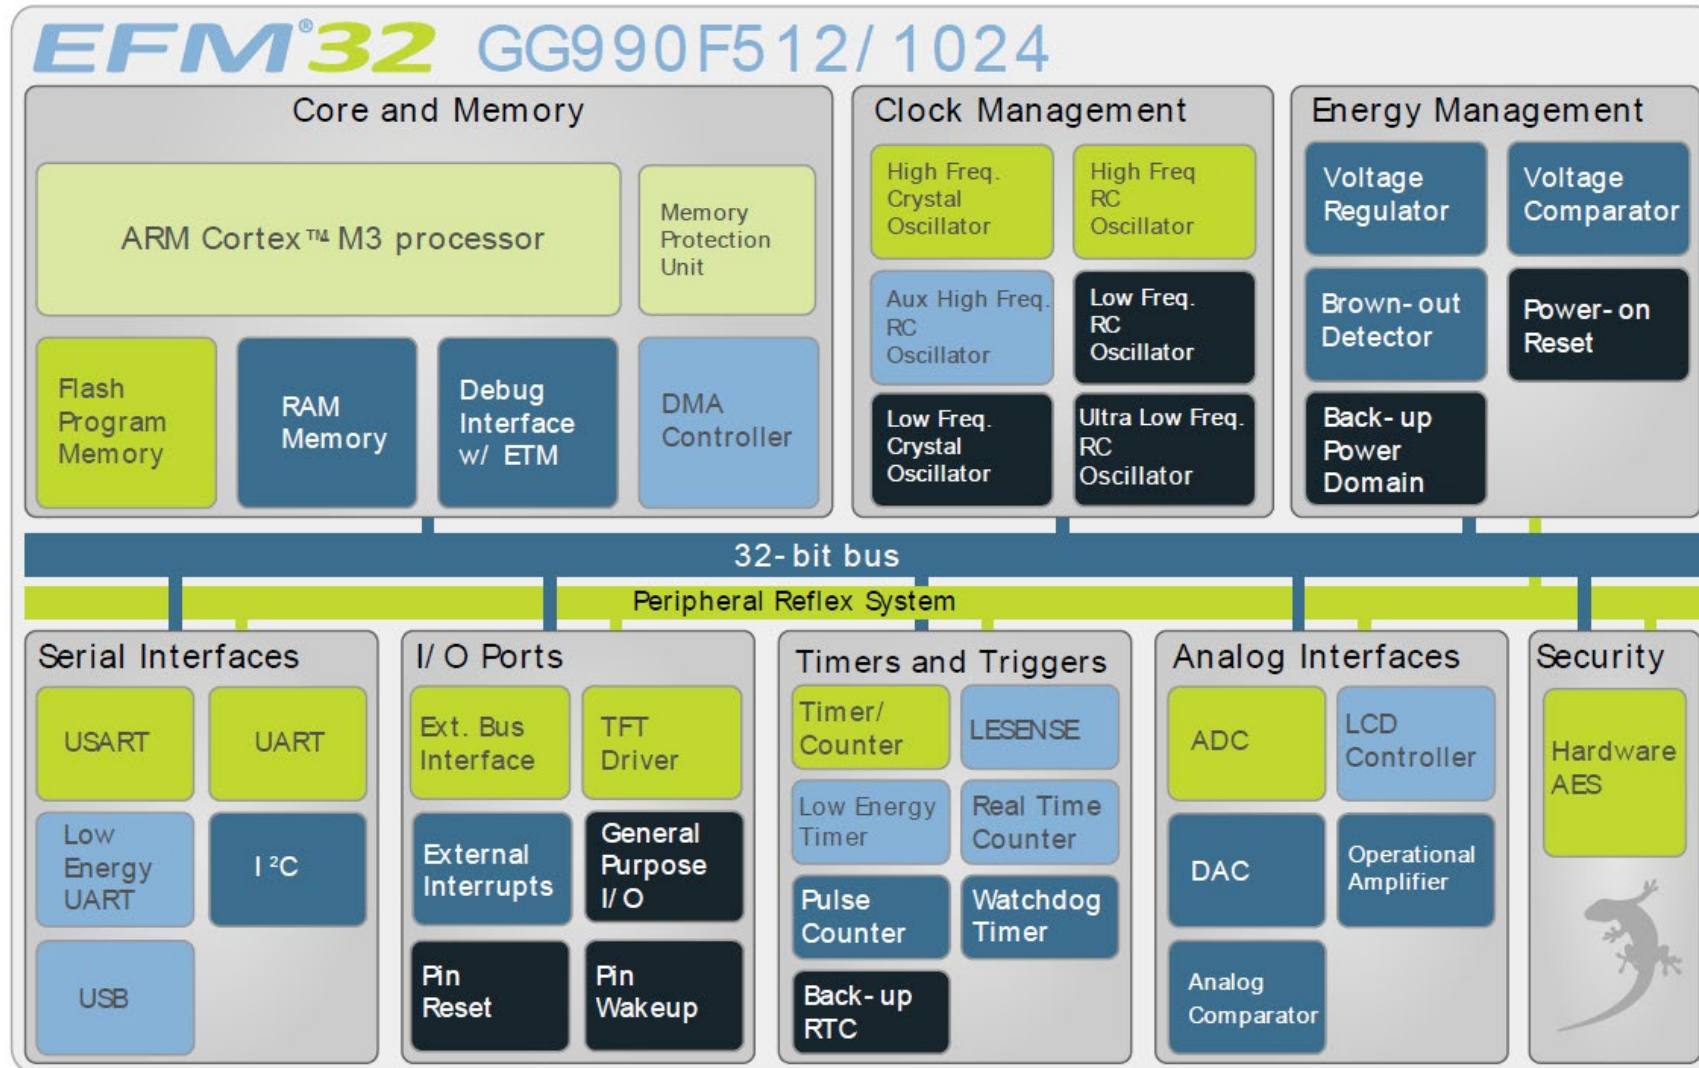 EFM®32 GG990F512/1024
Core and Memory
ARM Cortex™ M3 processor
Memory
Protection
Unit
Flash
Program
Memory
RAM
Memory
Debug
Interface
w/ ETM
DMA
Controller
Clock Management
High Freq.
Crystal
Oscillator
High Freq
RC
Oscillator
Aux High Freq.
RC
Oscillator
Low Freq.
RC
Oscillator
Low Freq.
Crystal
Oscillator
Ultra Low Freq.
RC
Oscillator
Energy Management
Voltage
Regulator
Voltage
Comparator
Brown-out
Detector
Power-on
Reset
Back-up
Power
Domain
32-bit bus
Peripheral Reflex System
Serial Interfaces
USART
UART
Low
Energy
UART
I²C
USB
I/O Ports
Ext. Bus
Interface
TFT
Driver
External
Interrupts
General
Purpose
I/O
Pin
Reset
Pin
Wakeup
Timers and Triggers
Timer/
Counter
LESENSE
Low Energy
Timer
Real Time
Counter
Pulse
Counter
Watchdog
Timer
Back-up
RTC
Analog Interfaces
ADC
LCD
Controller
DAC
Operational
Amplifier
Analog
Comparator
Security
Hardware
AES